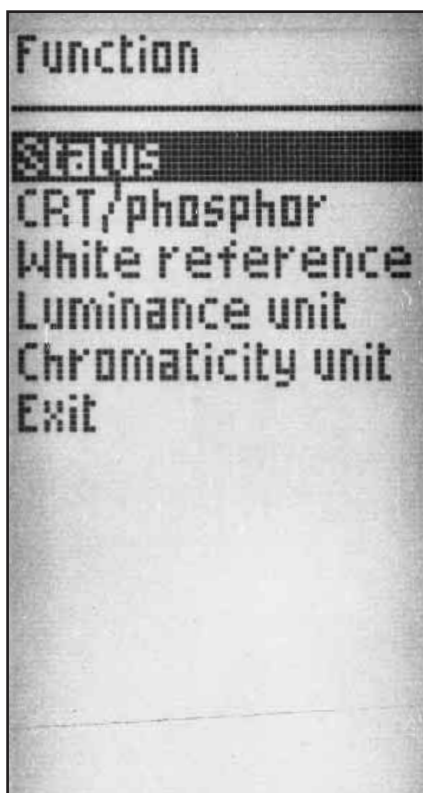 Function
Status
CRT/phosphor
White reference
Luminance unit
Chromaticity unit
Exit